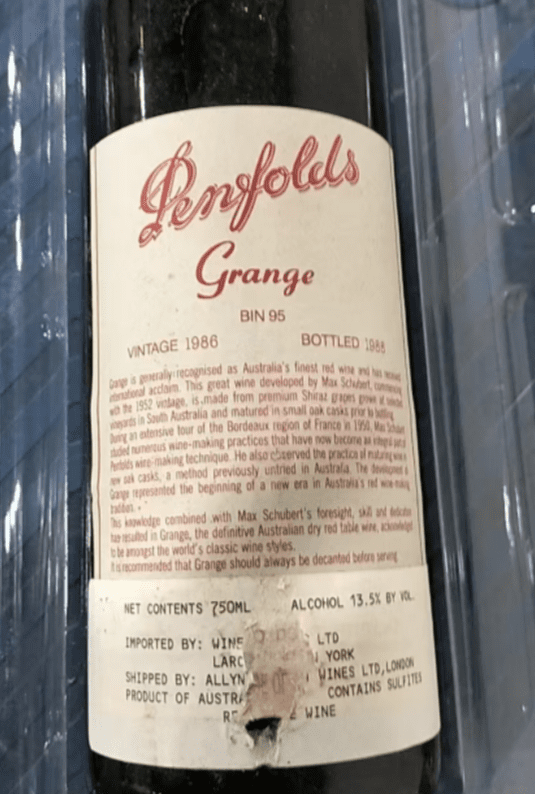 Penfolds
Grange
BIN 95
VINTAGE 1986 BOTTLED 1988
Grange is generally recognised as Australia's finest red wine and has received
international acclaim. This great wine developed by Max Schubert, commencing
with the 1952 vintage, is made from premium Shiraz grapes grown at selected
vineyards in South Australia and matured in small oak casks prior to bottling
During an extensive tour of the Bordeaux region of France in 1950, Max Schubert
studied numerous wine-making practices that have now become an integral part of
Penfolds wine-making technique. He also observed the practice of maturing wine in
new oak casks, a method previously untried in Australia. The development of
Grange represented the beginning of a new era in Australia's red wine-making
tradition.
This knowledge combined with Max Schubert's foresight, skill and dedication
has resulted in Grange, the definitive Australian dry red table wine, acknowledged
to be amongst the world's classic wine styles.
It is recommended that Grange should always be decanted before serving
NET CONTENTS 750ML ALCOHOL 13.5% BY VOL.
IMPORTED BY: WINE LTD
LARC YORK
SHIPPED BY: ALLYN WINES LTD, LONDON
PRODUCT OF AUSTRA CONTAINS SULFITES
RE WINE